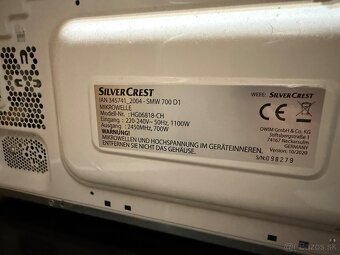 SILVERCREST
IAN 345741_2004 - SMW 700 D1
MIKROWELLE
Model-Nr. : HG06818-CH
Eingang : 220-240V~ 50Hz, 1100W
Ausgang : 2450MHz, 700W
WARNUNG!
MIKROWELLEN UND HOCHSPANNUNG IM GERÄTEINNEREN.
ENTFERNEN SIE NICHT DAS GEHÄUSE.
WEEE: SILVERCREST
OWIM GmbH & Co. KG
Stiftsbergstraße 1
74167 Neckarsulm
GERMANY
Version: 10/2020
S/N:098279